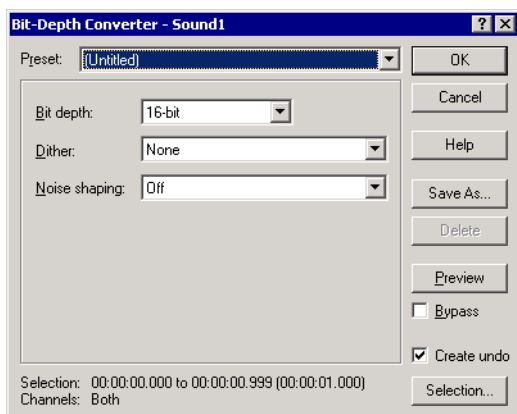 Bit-Depth Converter - Sound1
Preset: (Untitled)
OK
Cancel
Bit depth: 16-bit
Dither: None
Help
Noise shaping: Off
Save As...
Delete
Preview
Bypass
Create undo
Selection: 00:00:00.000 to 00:00:00.999 (00:00:01.000)
Channels: Both
Selection...